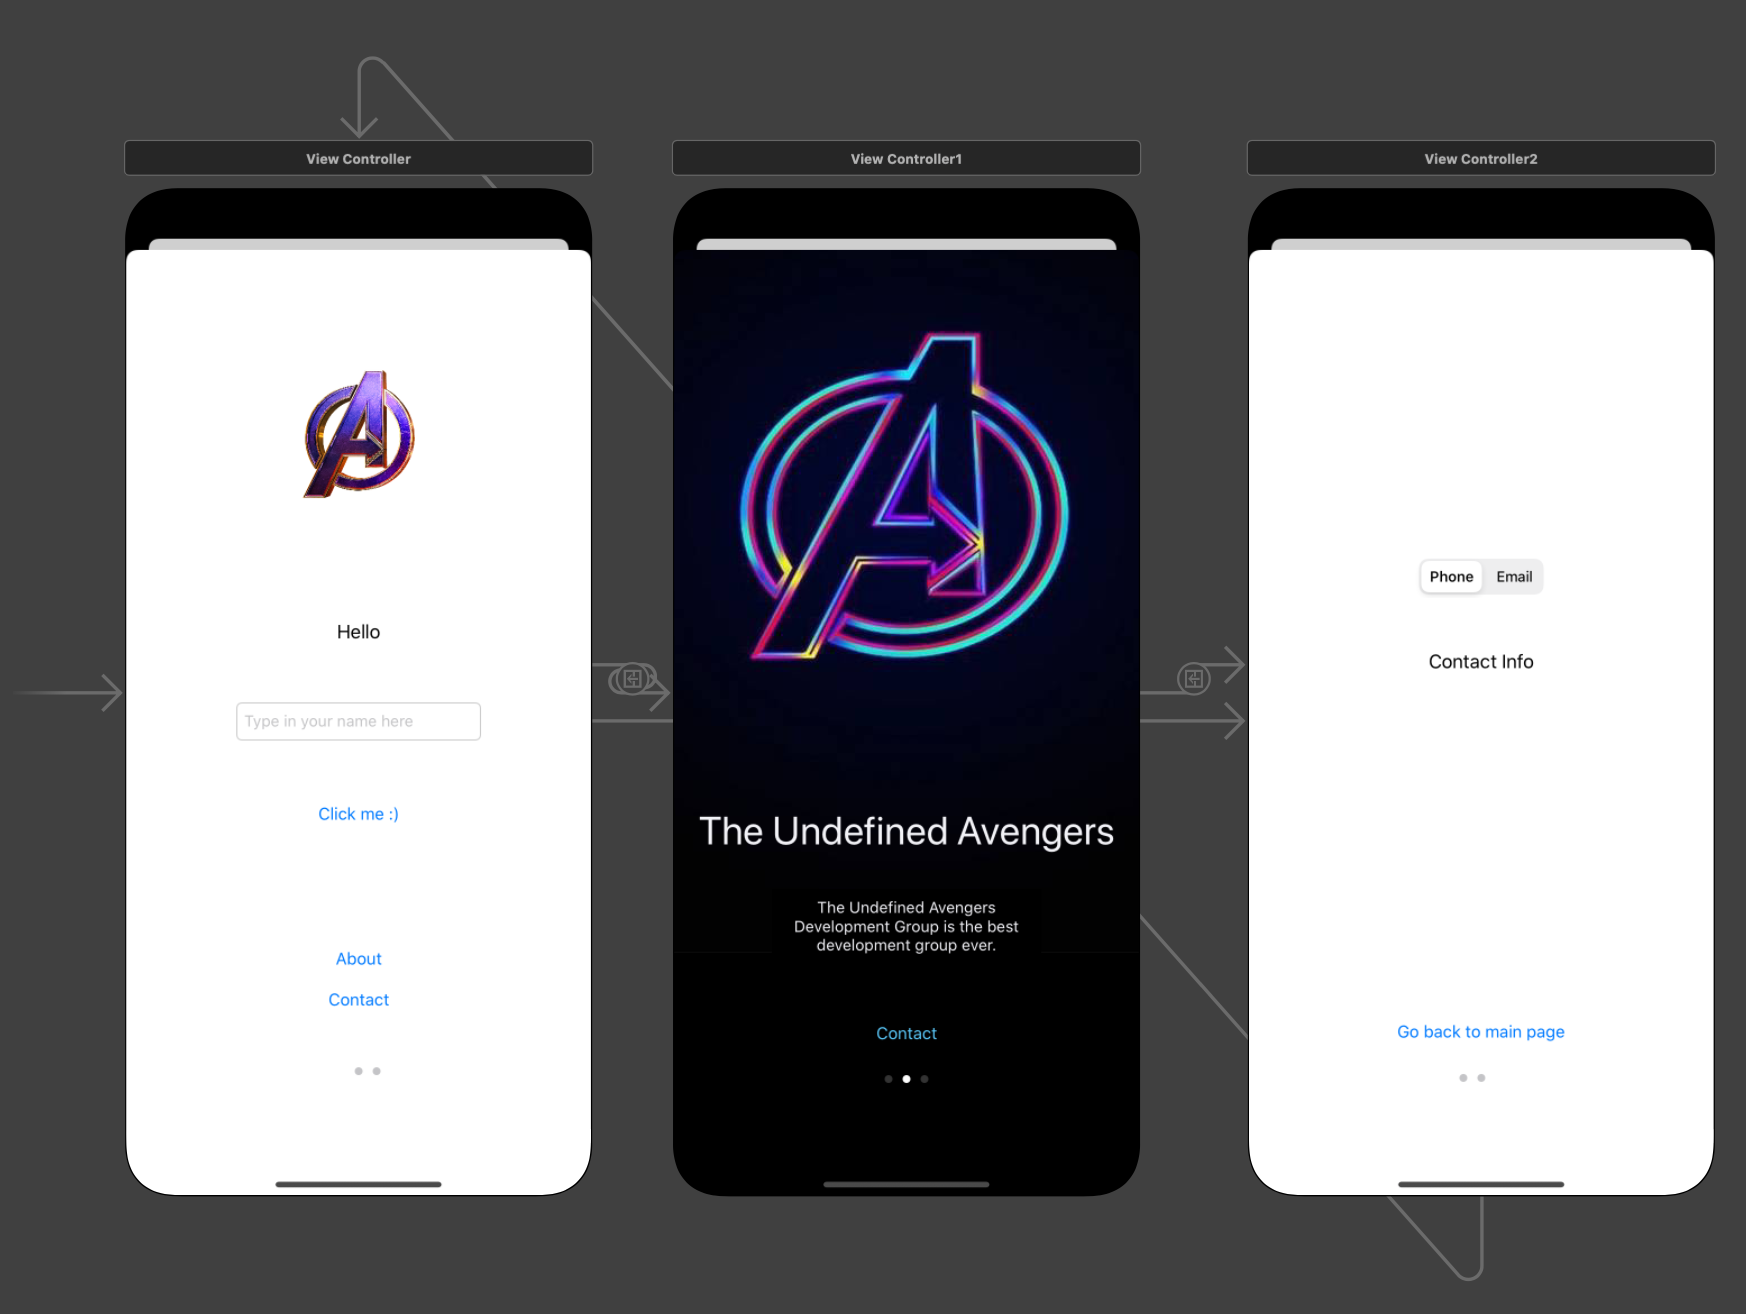 View Controller
Hello
Type in your name here
Click me :)
About
Contact
View Controller1
The Undefined Avengers
The Undefined Avengers
Development Group is the best
development group ever.
Contact
View Controller2
Phone Email
Contact Info
Go back to main page